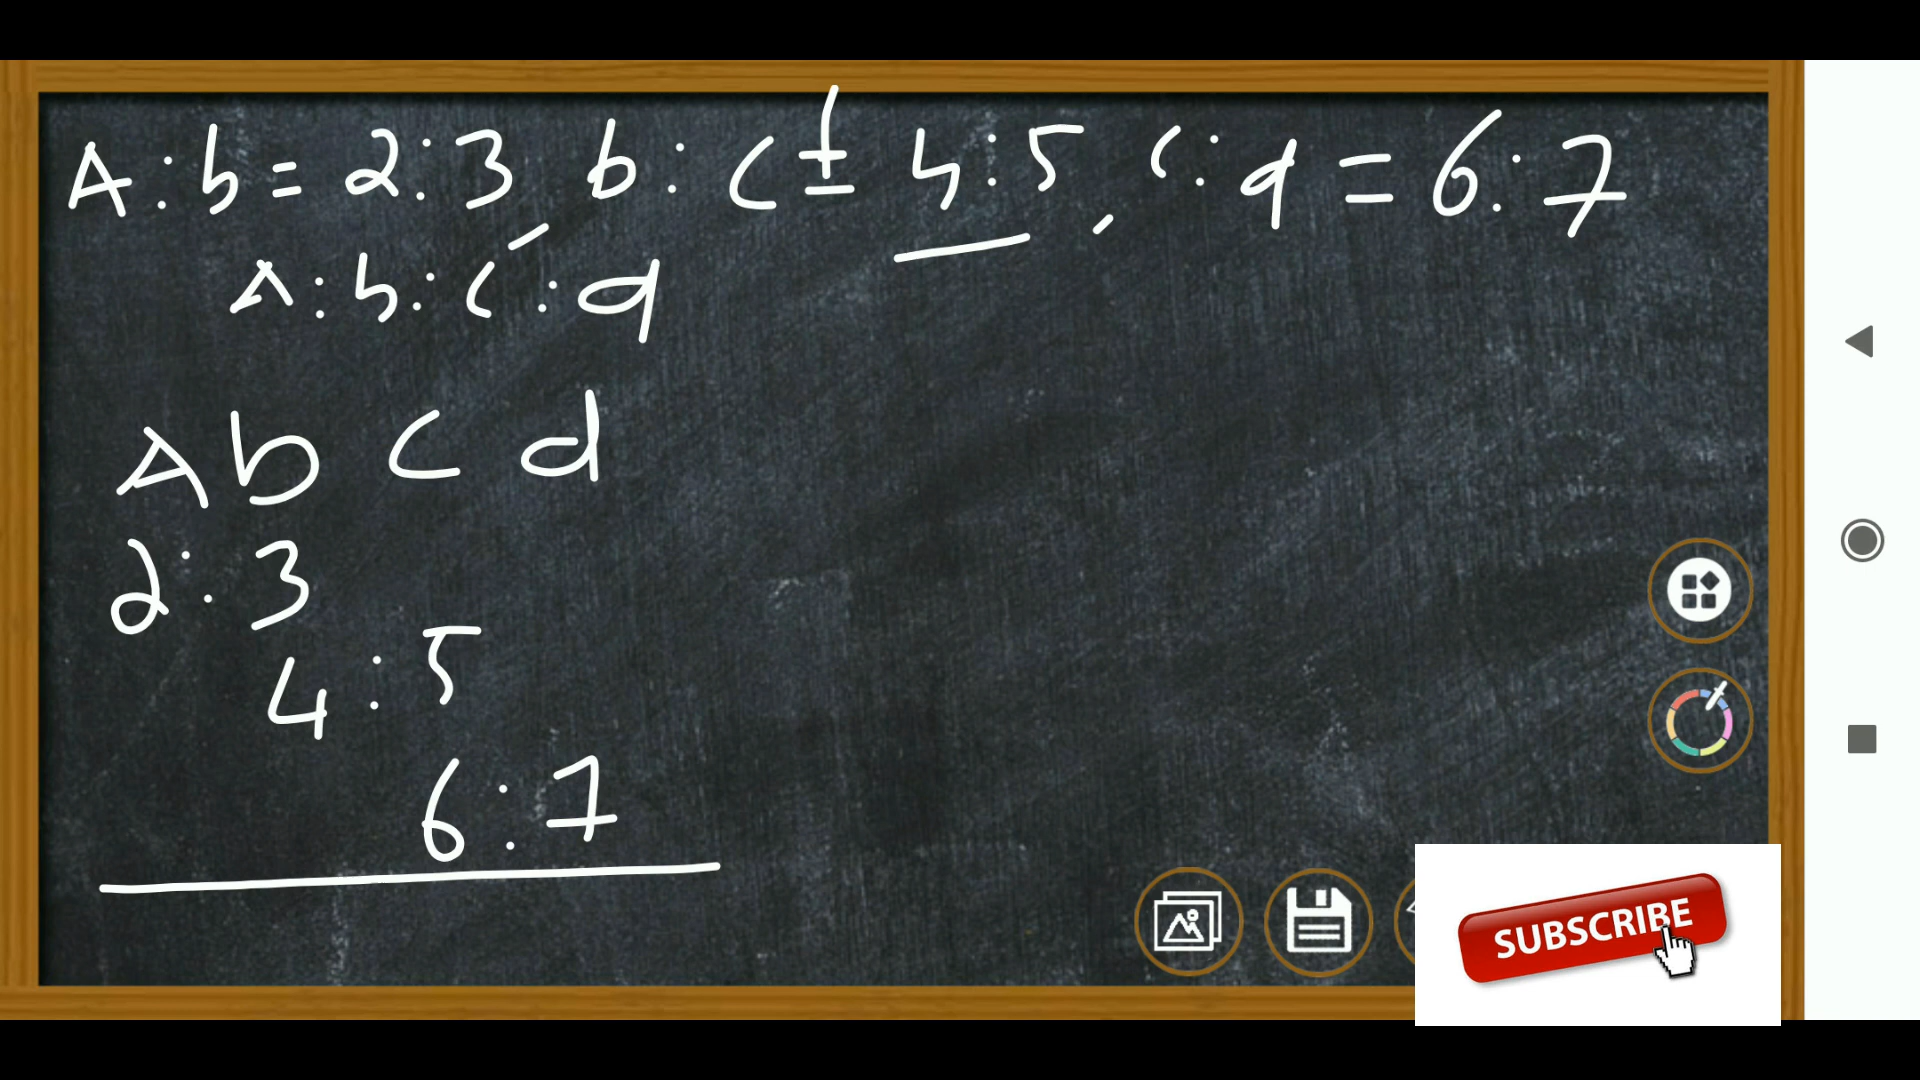 A : b = 2 : 3 b : C = 4 : 5 , C : d = 6 : 7
A : b : C : d
A b C d
2 : 3
4 : 5
6 : 7
SUBSCRIBE